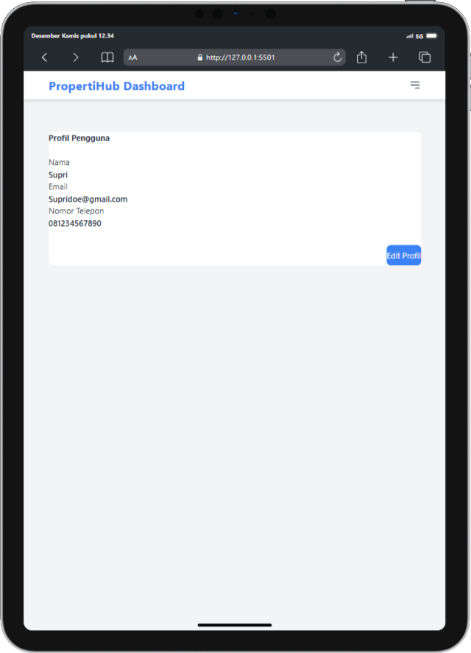 Desember Kamis pukul 12.34
5G
AA
http://127.0.0.1:5501
PropertiHub Dashboard
Profil Pengguna
Nama
Supri
Email
Supridoe@gmail.com
Nomor Telepon
081234567890
Edit Profil